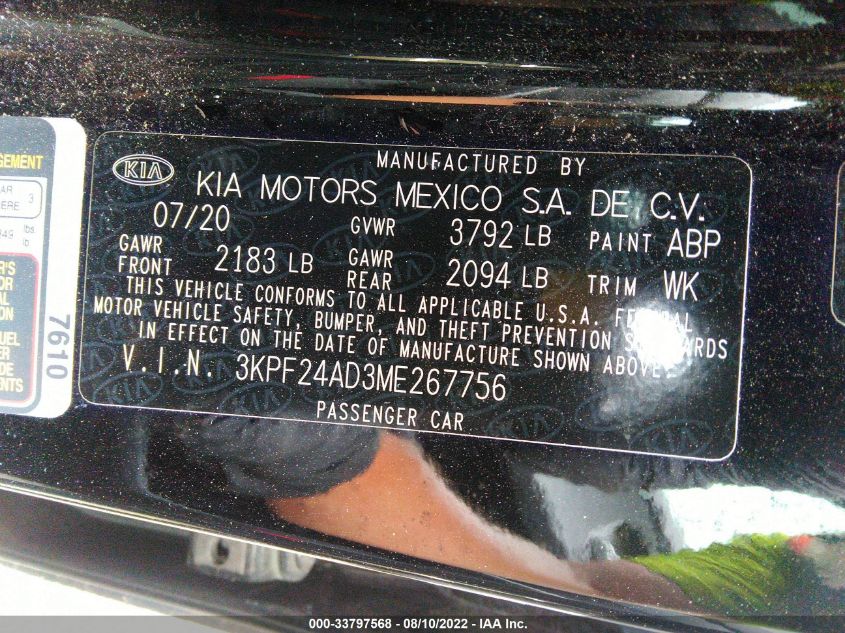 MANUFACTURED BY
KIA KIA MOTORS MEXICO S.A. DE C.V.
07/20 GVWR 3792 LB PAINT ABP
GAWR FRONT 2183 LB GAWR REAR 2094 LB TRIM WK
THIS VEHICLE CONFORMS TO ALL APPLICABLE U.S.A. FEDERAL
MOTOR VEHICLE SAFETY, BUMPER, AND THEFT PREVENTION STANDARDS
IN EFFECT ON THE DATE OF MANUFACTURE SHOWN ABOVE.
V.I.N. 3KPF24AD3ME267756
PASSENGER CAR
7610
000-33797568 - 08/10/2022 - IAA Inc.